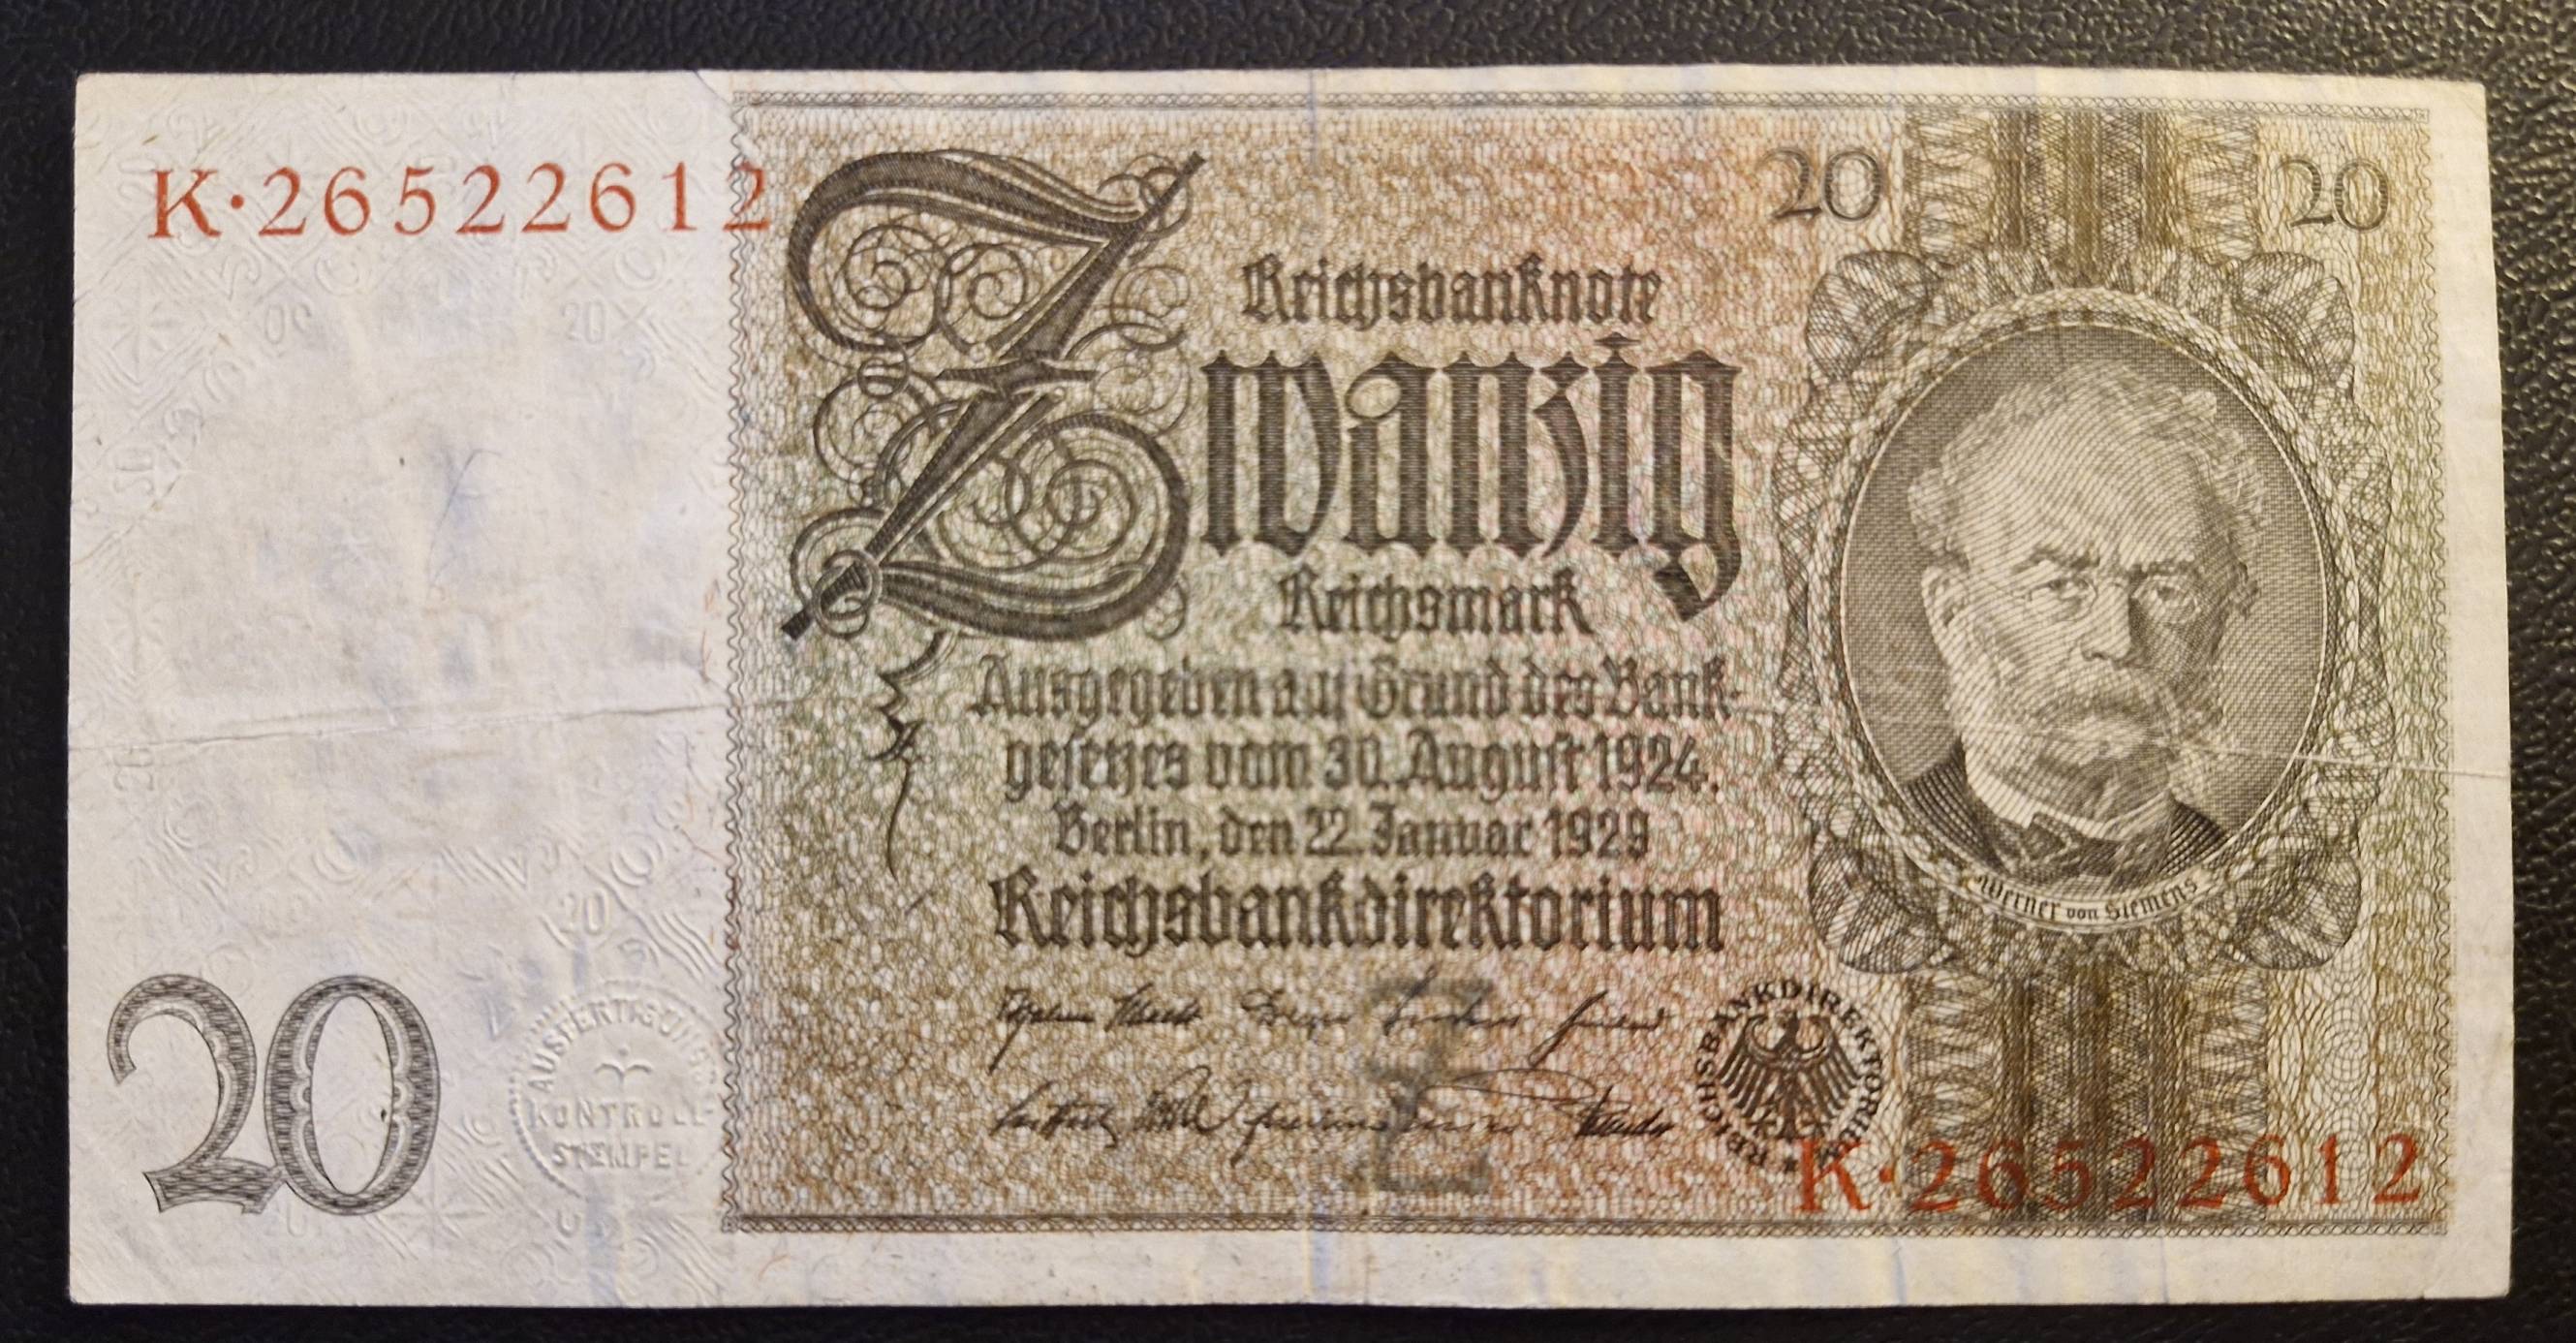 K·26522612
20 20
Reichsbanknote
Zwanzig
Reichsmark
Ausgegeben auf Grund des Bank-
gesetzes vom 30. August 1924.
Berlin, den 22. Januar 1929
Reichsbankdirektorium
Werner von Siemens
20
AUSFERTIGUNGS
KONTROLL
STEMPEL
REICHSBANKDIREKTORIUM
E
K·26522612